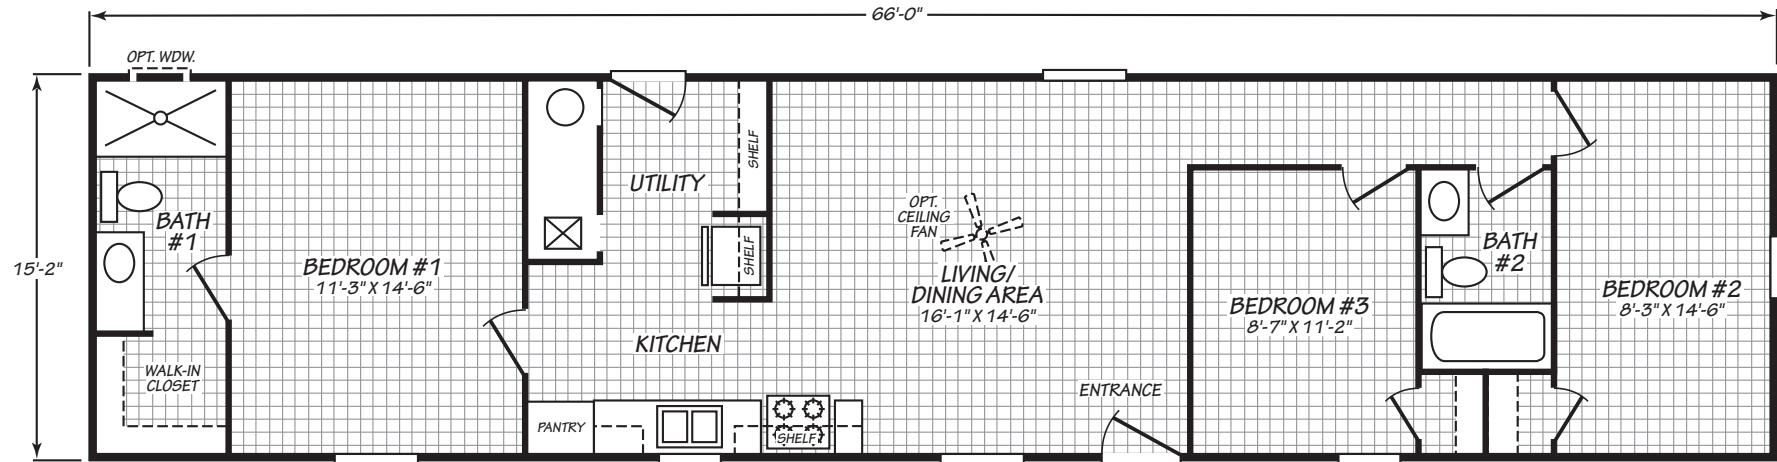 66'-0"
OPT. WDW.
15'-2"
BATH
#1
WALK-IN
CLOSET
BEDROOM #1
11'-3" X 14'-6"
UTILITY
SHELF
SHELF
KITCHEN
PANTRY
SHELF
OPT.
CEILING
FAN
LIVING/
DINING AREA
16'-1" X 14'-6"
ENTRANCE
BEDROOM #3
8'-7" X 11'-2"
BATH
#2
BEDROOM #2
8'-3" X 14'-6"